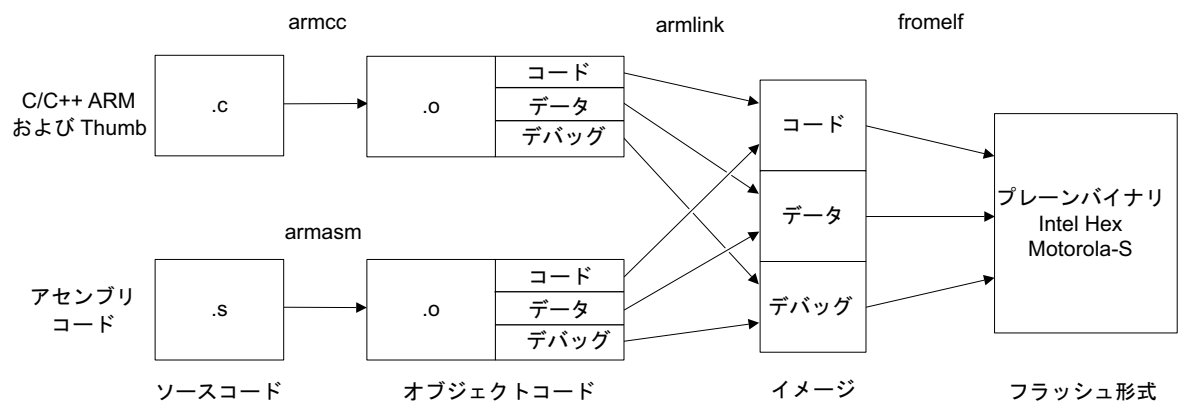 armcc
armlink
fromelf
C/C++ ARM
および Thumb
.c
.o
コード
データ
デバッグ
armasm
アセンブリ
コード
.s
.o
コード
データ
デバッグ
コード
データ
デバッグ
プレーンバイナリ
Intel Hex
Motorola-S
ソースコード
オブジェクトコード
イメージ
フラッシュ形式